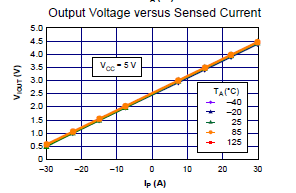 Output Voltage versus Sensed Current
5.0
4.5
4.0
3.5
3.0
2.5
2.0
1.5
1.0
0.5
0
VOUT (V)
VCC = 5 V
TA (°C)
–40
–20
25
85
125
–30 –20 –10 0 10 20 30
IP (A)